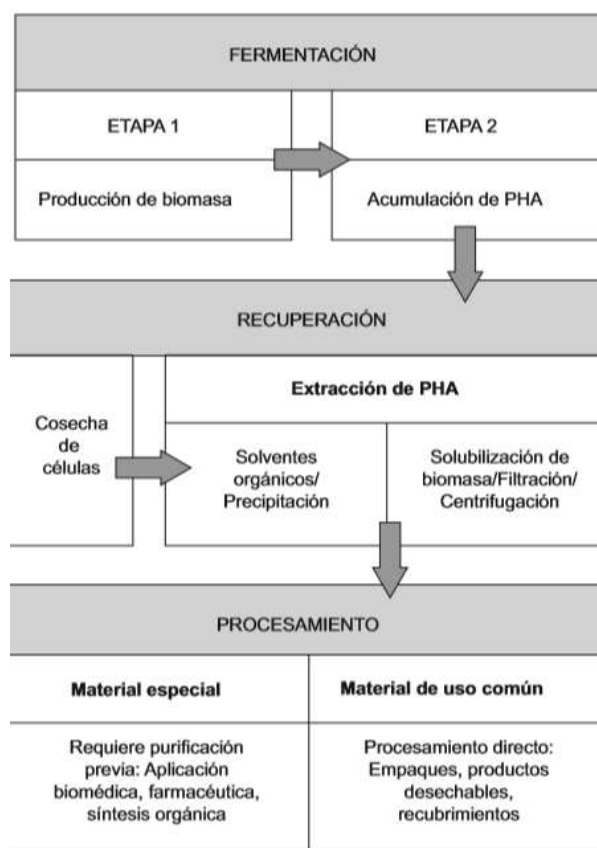 FERMENTACIÓN
ETAPA 1
Producción de biomasa
ETAPA 2
Acumulación de PHA
RECUPERACIÓN
Cosecha
de
células
Extracción de PHA
Solventes
orgánicos/
Precipitación
Solubilización de
biomasa/Filtración/
Centrifugación
PROCESAMIENTO
Material especial
Requiere purificación
previa: Aplicación
biomédica, farmacéutica,
síntesis orgánica
Material de uso común
Procesamiento directo:
Empaques, productos
desechables,
recubrimientos